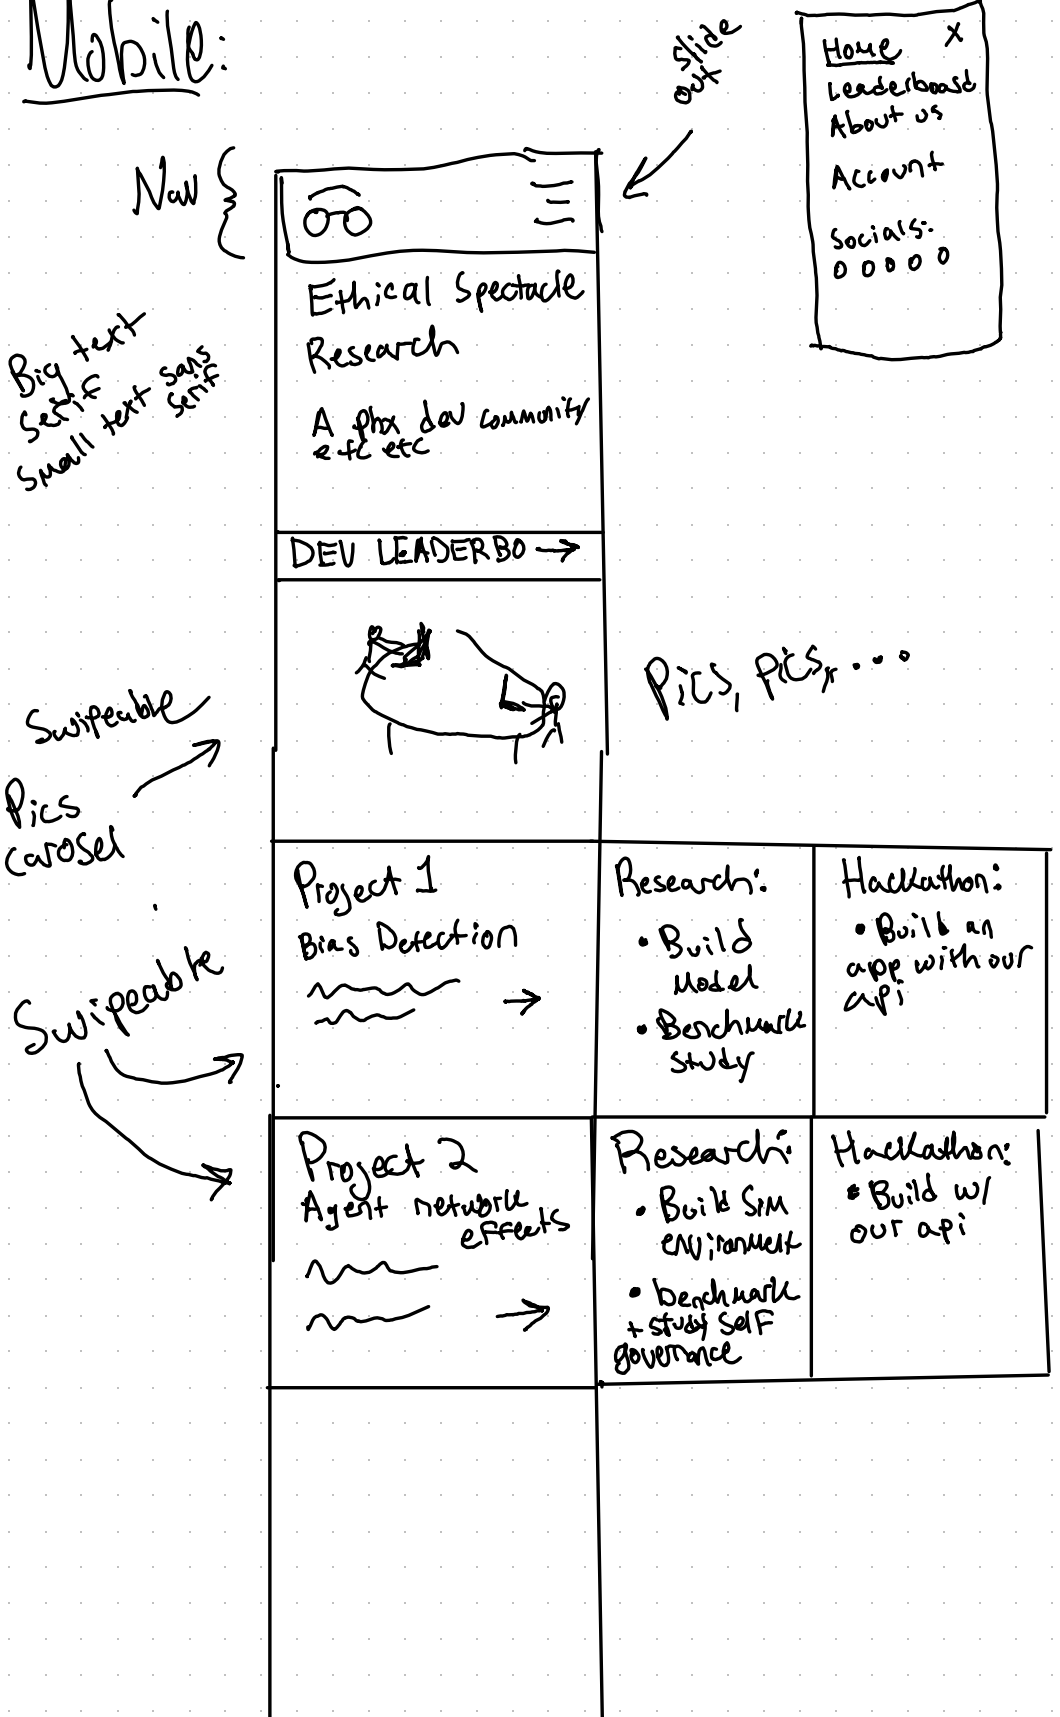 Mobile:
slide
out
Home X
Leaderboard
About us
Account
Socials:
Nav
Ethical Spectacle
Research
A phx dev community
etc etc
Big text
serif
small text sans
serif
DEV LEADERBO →
Pics, Pics, ....
Swipeable
Pics
carosel
Project 1
Bias Detection
→
Research:
• Build
Model
• Benchmark
study
Hackathon:
• Build an
app with our
api
Swipeable
Project 2
Agent network
effects
→
Research:
• Build Sim
environment
• benchmark
+ study self
governance
Hackathon:
• Build w/
our api